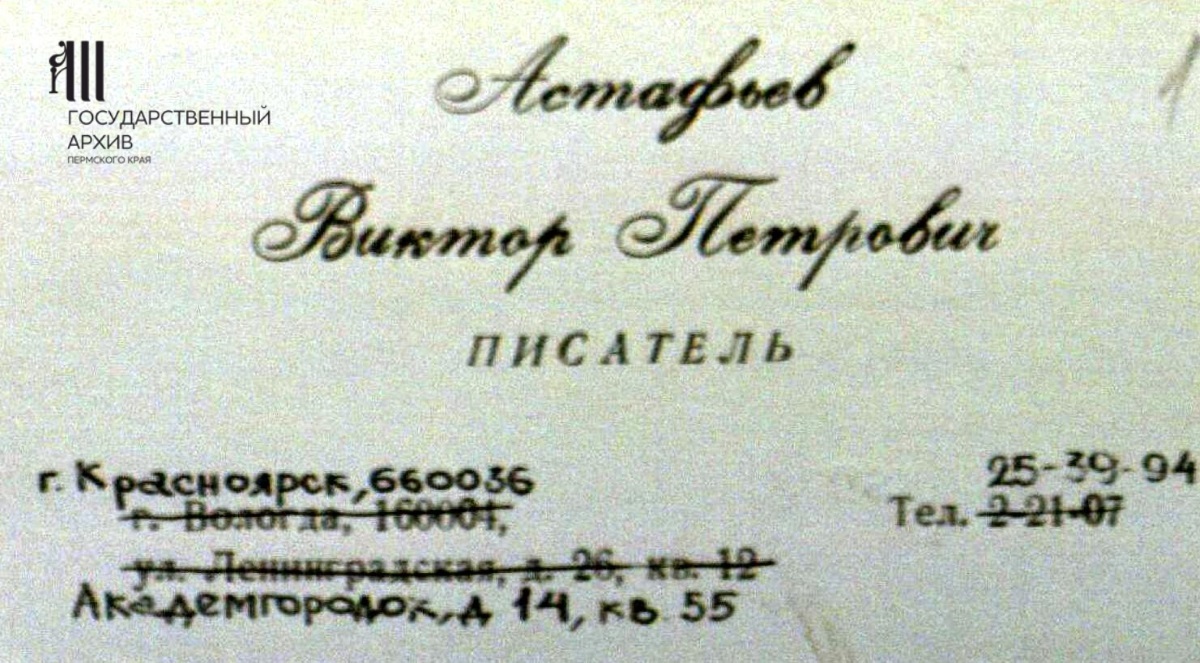 ГОСУДАРСТВЕННЫЙ
АРХИВ
ПЕРМСКОГО КРАЯ
Астафьев
Виктор Петрович
ПИСАТЕЛЬ
г. Красноярск, 660036
г. Вологда, 160001,
ул. Ленинградская, д. 26, кв. 12
Академгородок, д 14, кв 55
25-39-94
Тел. 2-21-07